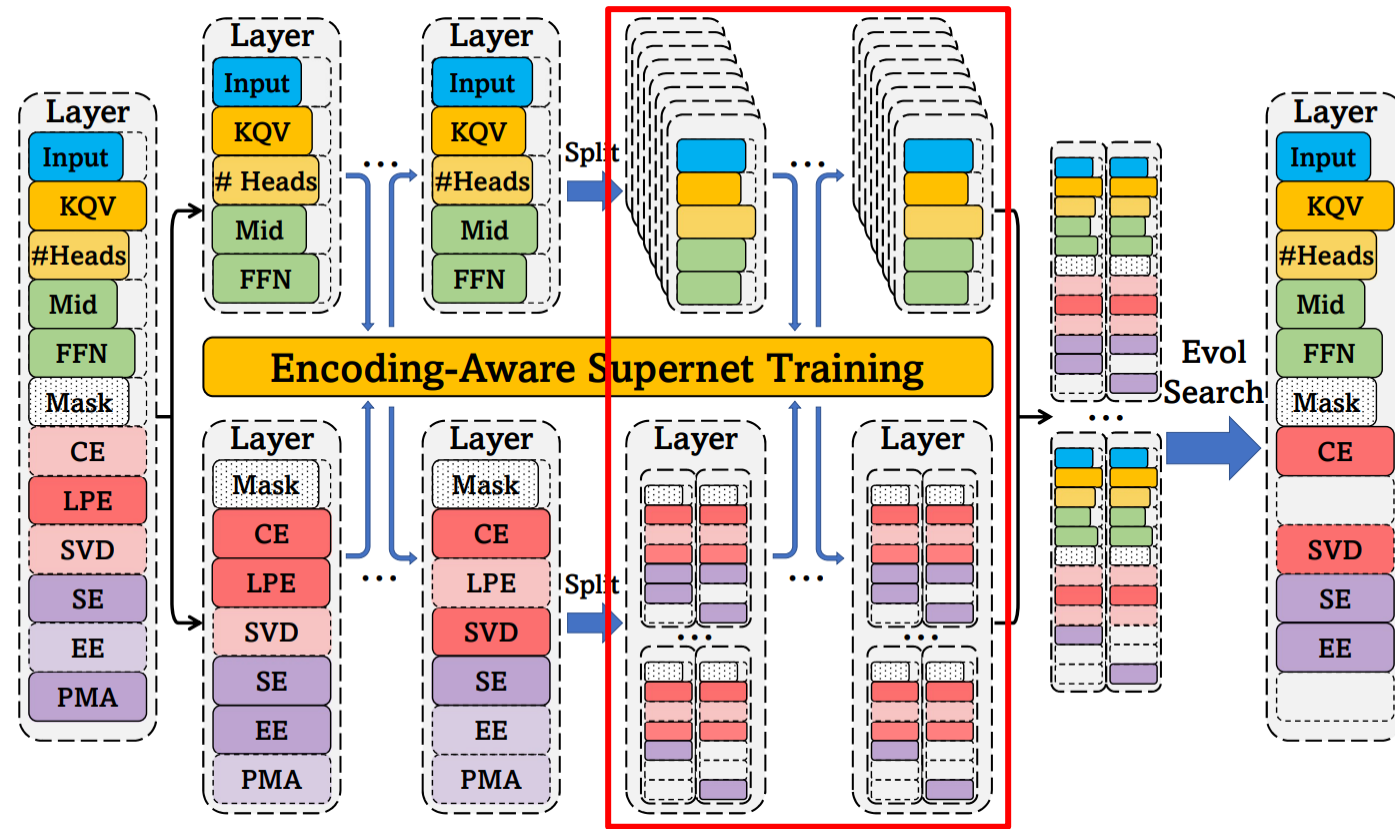 Layer
Input
KQV
#Heads
Mid
FFN
Mask
CE
LPE
SVD
SE
EE
PMA
Layer
Input
KQV
# Heads
Mid
FFN
...
Layer
Input
KQV
#Heads
Mid
FFN
Split
...
Encoding-Aware Supernet Training
Layer
Mask
CE
LPE
SVD
SE
EE
PMA
...
Layer
Mask
CE
LPE
SVD
SE
EE
PMA
Split
Layer
...
...
...
Layer
...
...
Evol
Search
Layer
Input
KQV
#Heads
Mid
FFN
Mask
CE
SVD
SE
EE